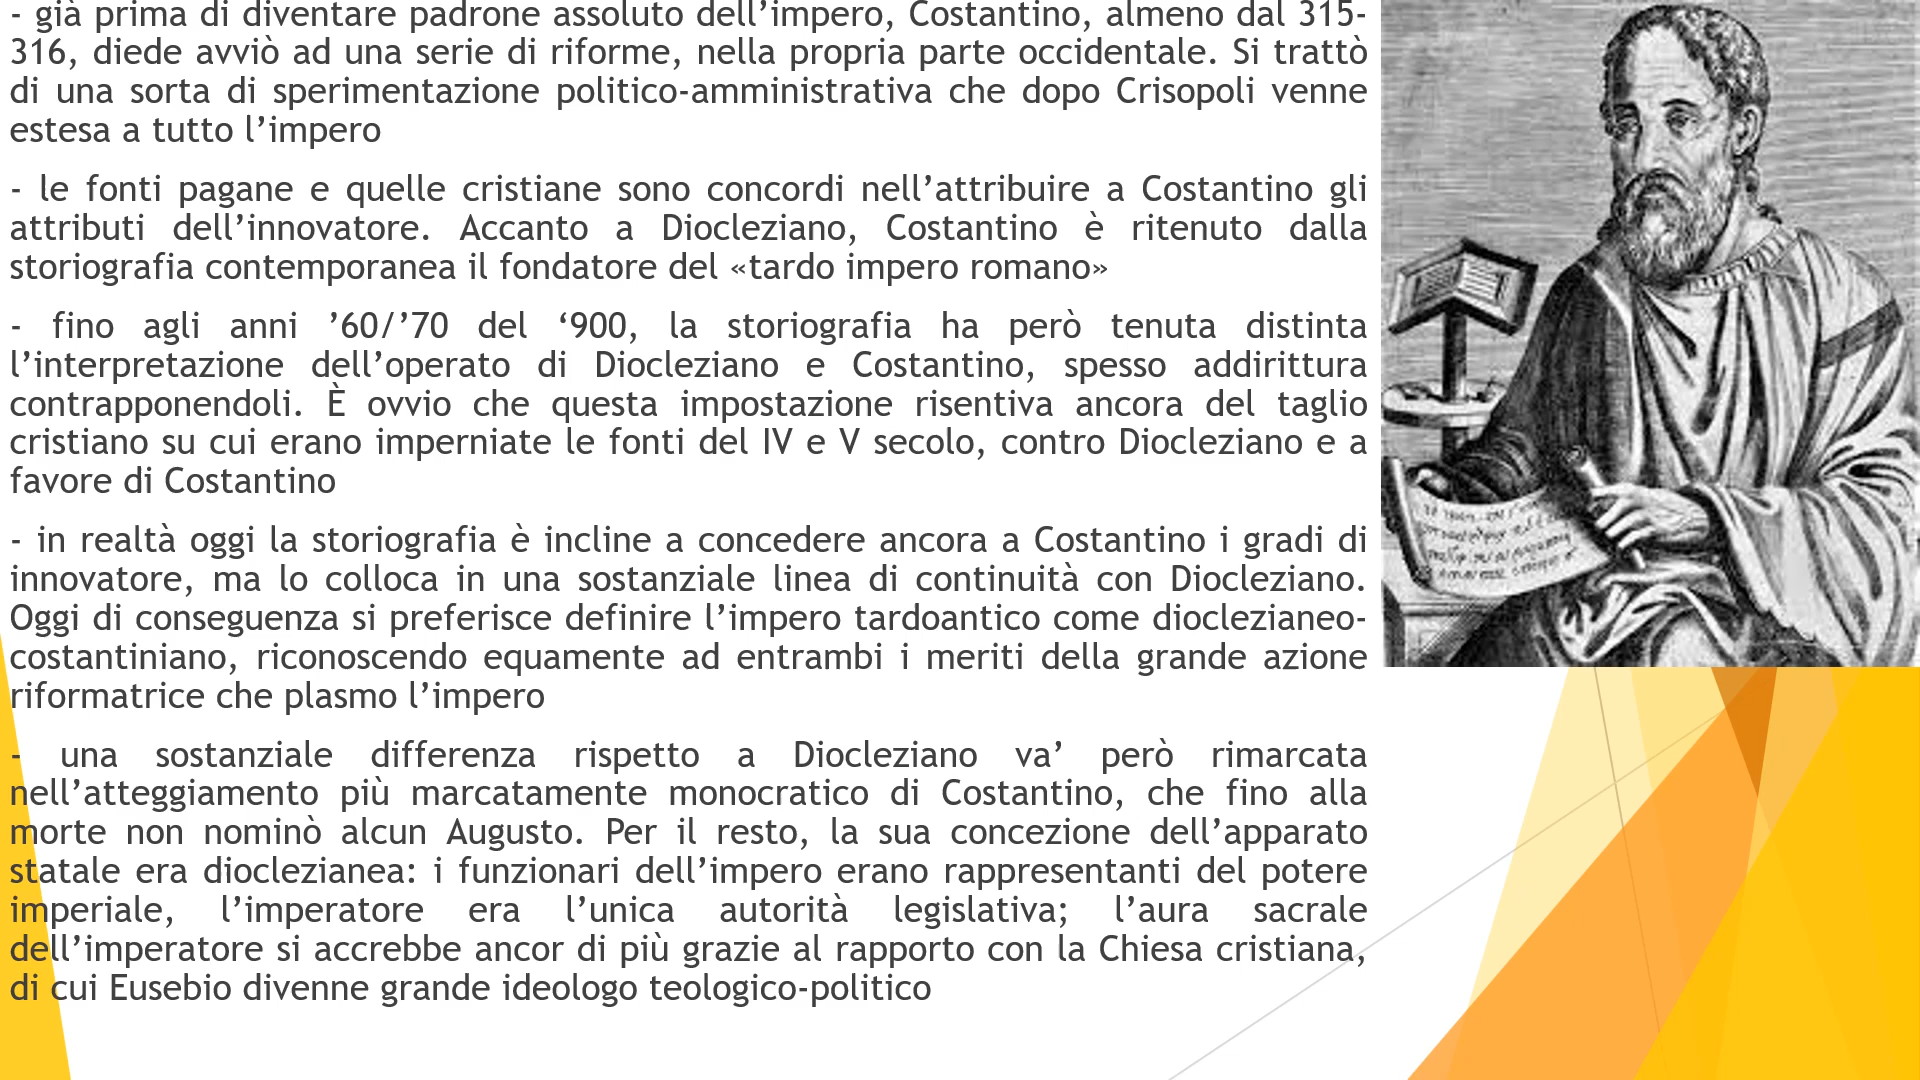 - già prima di diventare padrone assoluto dell’impero, Costantino, almeno dal 315-
316, diede avviò ad una serie di riforme, nella propria parte occidentale. Si trattò
di una sorta di sperimentazione politico-amministrativa che dopo Crisopoli venne
estesa a tutto l’impero
- le fonti pagane e quelle cristiane sono concordi nell’attribuire a Costantino gli
attributi dell’innovatore. Accanto a Diocleziano, Costantino è ritenuto dalla
storiografia contemporanea il fondatore del «tardo impero romano»
- fino agli anni ’60/’70 del ‘900, la storiografia ha però tenuta distinta
l’interpretazione dell’operato di Diocleziano e Costantino, spesso addirittura
contrapponendoli. È ovvio che questa impostazione risentiva ancora del taglio
cristiano su cui erano imperniate le fonti del IV e V secolo, contro Diocleziano e a
favore di Costantino
- in realtà oggi la storiografia è incline a concedere ancora a Costantino i gradi di
innovatore, ma lo colloca in una sostanziale linea di continuità con Diocleziano.
Oggi di conseguenza si preferisce definire l’impero tardoantico come dioclezianeo-
costantiniano, riconoscendo equamente ad entrambi i meriti della grande azione
riformatrice che plasmo l’impero
- una sostanziale differenza rispetto a Diocleziano va’ però rimarcata
nell’atteggiamento più marcatamente monocratico di Costantino, che fino alla
morte non nominò alcun Augusto. Per il resto, la sua concezione dell’apparato
statale era dioclezianea: i funzionari dell’impero erano rappresentanti del potere
imperiale, l’imperatore era l’unica autorità legislativa; l’aura sacrale
dell’imperatore si accrebbe ancor di più grazie al rapporto con la Chiesa cristiana,
di cui Eusebio divenne grande ideologo teologico-politico